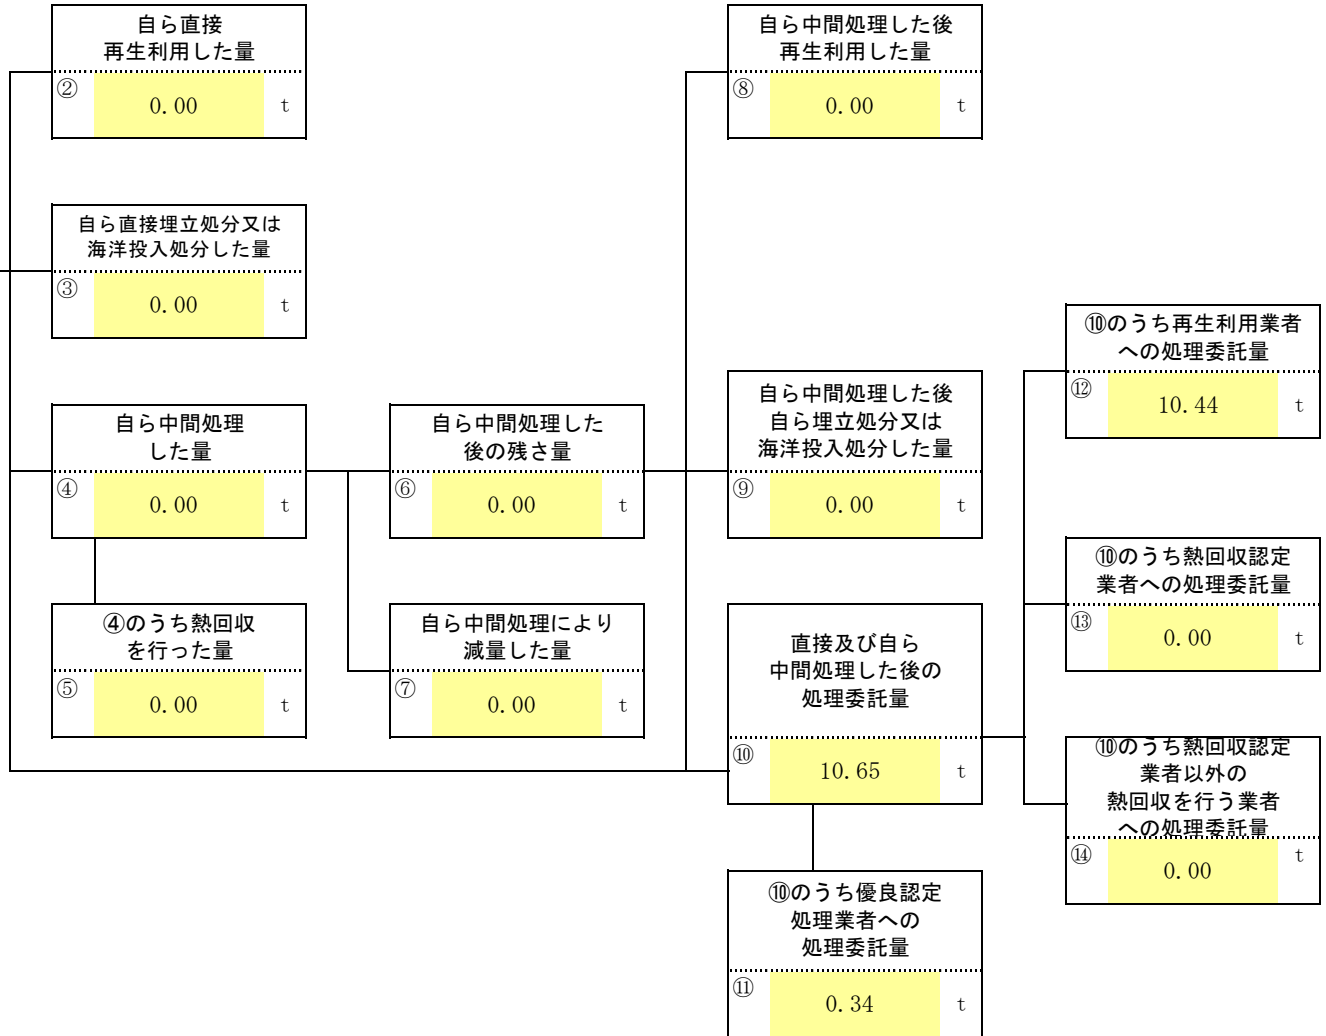 自ら直接
再生利用した量
②
0.00
t
自ら中間処理した後
再生利用した量
⑧
0.00
t
自ら直接埋立処分又は
海洋投入処分した量
③
0.00
t
⑩のうち再生利用業者
への処理委託量
⑫
10.44
t
自ら中間処理
した量
④
0.00
t
自ら中間処理した
後の残さ量
⑥
0.00
t
自ら中間処理した後
自ら埋立処分又は
海洋投入処分した量
⑨
0.00
t
⑩のうち熱回収認定
業者への処理委託量
⑬
0.00
t
④のうち熱回収
を行った量
⑤
0.00
t
自ら中間処理により
減量した量
⑦
0.00
t
直接及び自ら
中間処理した後の
処理委託量
⑩
10.65
t
⑩のうち熱回収認定
業者以外の
熱回収を行う業者
への処理委託量
⑭
0.00
t
⑩のうち優良認定
処理業者への
処理委託量
⑪
0.34
t